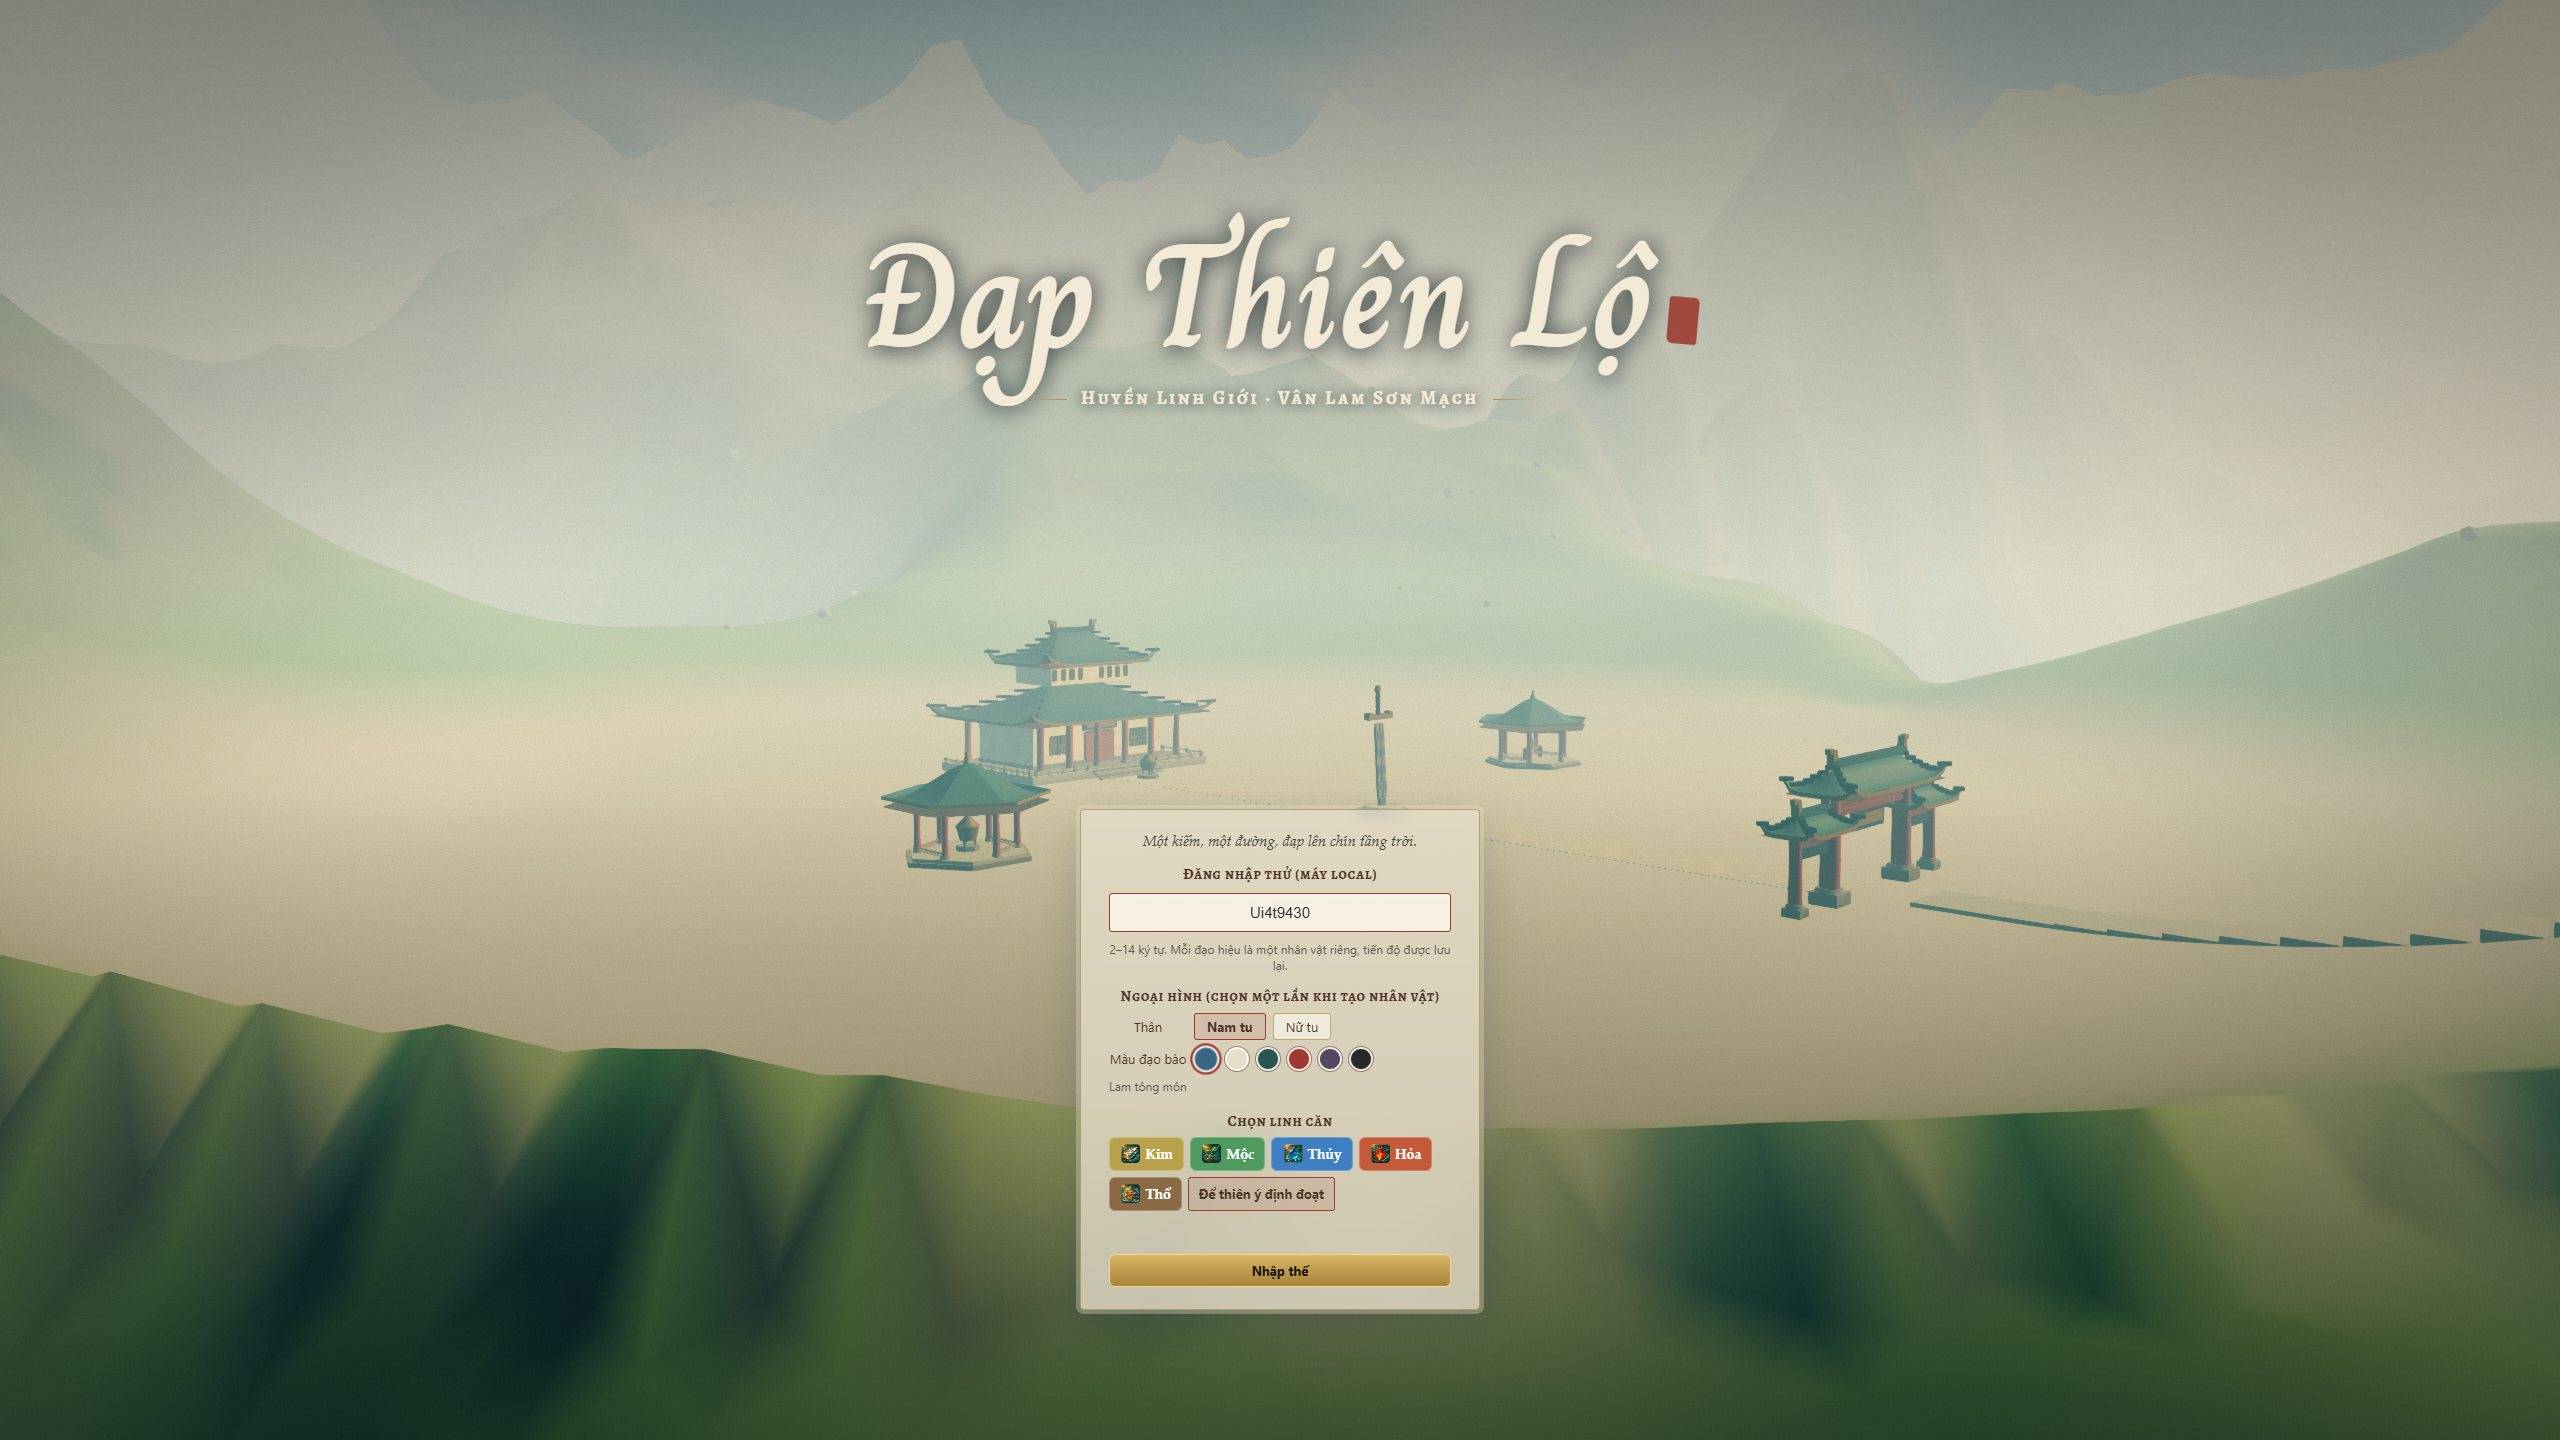 Đạp Thiên Lộ
Huyền Linh Giới · Vân Lam Sơn Mạch
Một kiếm, một đường, đạp lên chín tầng trời.
Đăng nhập thử (máy local)
Ui4t9430
2–14 ký tự. Mỗi đạo hiệu là một nhân vật riêng, tiến độ được lưu
lại.
Ngoại hình (chọn một lần khi tạo nhân vật)
Thân Nam tu Nữ tu
Màu đạo bào
Lam tông môn
Chọn linh căn
Kim Mộc Thủy Hỏa
Thổ Để thiên ý định đoạt
Nhập thế